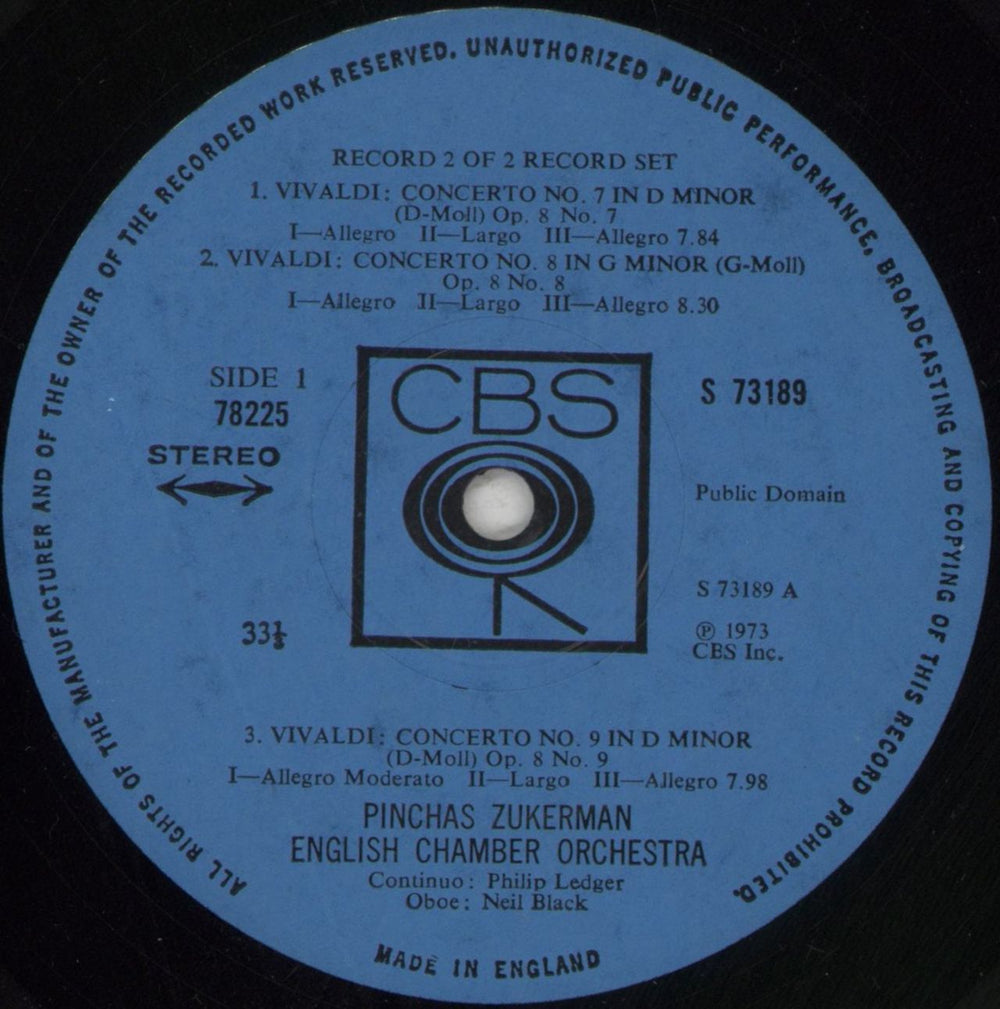 ALL RIGHTS OF THE MANUFACTURER AND OF THE OWNER OF THE RECORDED WORK RESERVED. UNAUTHORIZED PUBLIC PERFORMANCE, BROADCASTING AND COPYING OF THIS RECORD PROHIBITED.
RECORD 2 OF 2 RECORD SET
1. VIVALDI: CONCERTO NO. 7 IN D MINOR
(D-Moll) Op. 8 No. 7
I—Allegro II—Largo III—Allegro 7.84
2. VIVALDI: CONCERTO NO. 8 IN G MINOR (G-Moll)
Op. 8 No. 8
I—Allegro II—Largo III—Allegro 8.30
SIDE 1
78225
STEREO
33⅓
CBS
S 73189
Public Domain
S 73189 A
℗ 1973
CBS Inc.
3. VIVALDI: CONCERTO NO. 9 IN D MINOR
(D-Moll) Op. 8 No. 9
I—Allegro Moderato II—Largo III—Allegro 7.98
PINCHAS ZUKERMAN
ENGLISH CHAMBER ORCHESTRA
Continuo: Philip Ledger
Oboe: Neil Black
MADE IN ENGLAND